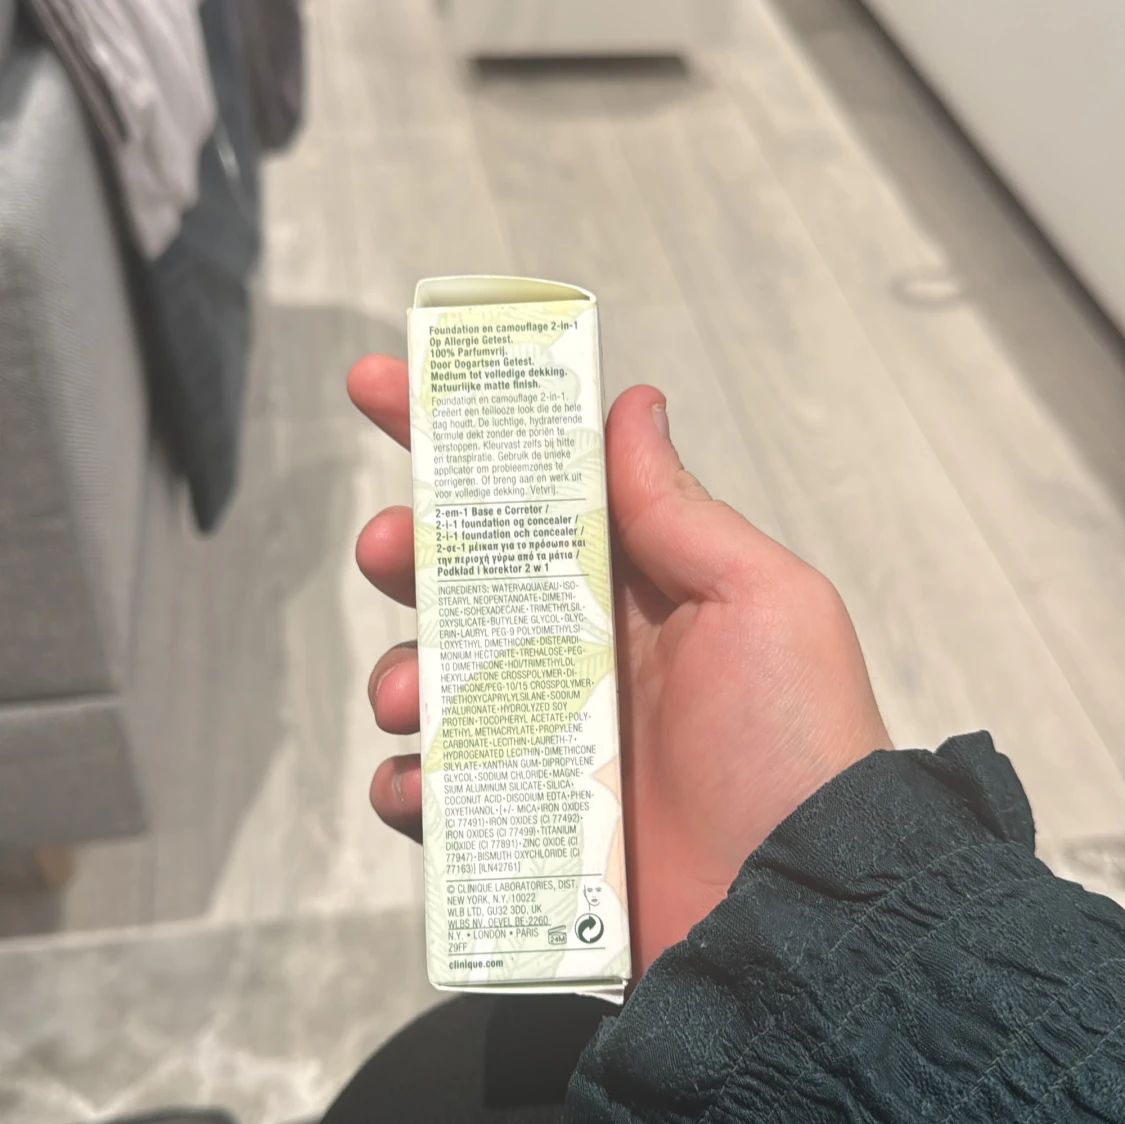 Foundation en camouflage 2-in-1
Op Allergie Getest.
100% Parfumvrij.
Door Oogartsen Getest.
Medium tot volledige dekking.
Natuurlijke matte finish.
Foundation en camouflage 2-in-1.
Creëert een feilloze look die de hele
dag houdt. De luchtige, hydraterende
formule dekt zonder de poriën te
verstoppen. Kleurvast zelfs bij hitte
en transpiratie. Gebruik de unieke
applicator om probleemzones te
corrigeren. Of breng aan en werk uit
voor volledige dekking. Vetvrij.
2-em-1 Base e Corretor /
2-i-1 foundation og concealer /
2-i-1 foundation och concealer /
2-σε-1 μέικαπ για το πρόσωπο και
την περιοχή γύρω από τα μάτια /
Podkład i korektor 2 w 1
INGREDIENTS: WATER\AQUA\EAU•ISO-
STEARYL NEOPENTANOATE•DIMETHI-
CONE•ISOHEXADECANE•TRIMETHYLSIL-
OXYSILICATE•BUTYLENE GLYCOL•GLYC-
ERIN•LAURYL PEG-9 POLYDIMETHYLSI-
LOXYETHYL DIMETHICONE•DISTEARDI-
MONIUM HECTORITE•TREHALOSE•PEG-
10 DIMETHICONE•HDI/TRIMETHYLOL
HEXYLLACTONE CROSSPOLYMER•DI-
METHICONE/PEG-10/15 CROSSPOLYMER•
TRIETHOXYCAPRYLYLSILANE•SODIUM
HYALURONATE•HYDROLYZED SOY
PROTEIN•TOCOPHERYL ACETATE•POLY-
METHYL METHACRYLATE•PROPYLENE
CARBONATE•LECITHIN•LAURETH-7•
HYDROGENATED LECITHIN•DIMETHICONE
SILYLATE•XANTHAN GUM•DIPROPYLENE
GLYCOL•SODIUM CHLORIDE•MAGNE-
SIUM ALUMINUM SILICATE•SILICA•
COCONUT ACID•DISODIUM EDTA•PHEN-
OXYETHANOL•[+/- MICA•IRON OXIDES
(CI 77491)•IRON OXIDES (CI 77492)•
IRON OXIDES (CI 77499)•TITANIUM
DIOXIDE (CI 77891)•ZINC OXIDE (CI
77947)•BISMUTH OXYCHLORIDE (CI
77163)] [ILN42761]
© CLINIQUE LABORATORIES, DIST.
NEW YORK, N.Y. 10022
WLB LTD, GU32 3DD, UK
WLBS NV, OEVEL BE-2260
N.Y. • LONDON • PARIS
Z9FF
24M
clinique.com